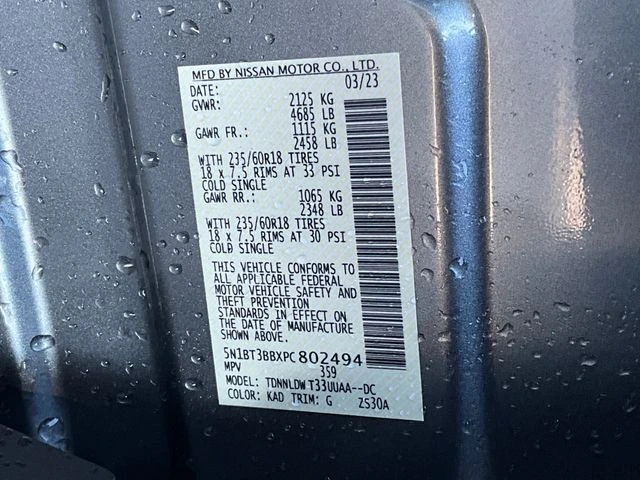 MFD BY NISSAN MOTOR CO., LTD.
DATE: 03/23
GVWR: 2125 KG
4685 LB
GAWR FR.: 1115 KG
2458 LB
WITH 235/60R18 TIRES
18 x 7.5 RIMS AT 33 PSI
COLD SINGLE
GAWR RR.: 1065 KG
2348 LB
WITH 235/60R18 TIRES
18 x 7.5 RIMS AT 30 PSI
COLD SINGLE
THIS VEHICLE CONFORMS TO
ALL APPLICABLE FEDERAL
MOTOR VEHICLE SAFETY AND
THEFT PREVENTION
STANDARDS IN EFFECT ON
THE DATE OF MANUFACTURE
SHOWN ABOVE.
5N1BT3BBXPC802494
MPV 359
MODEL: TDNNLDW T33UUAA--DC
COLOR: KAD TRIM: G ZS30A